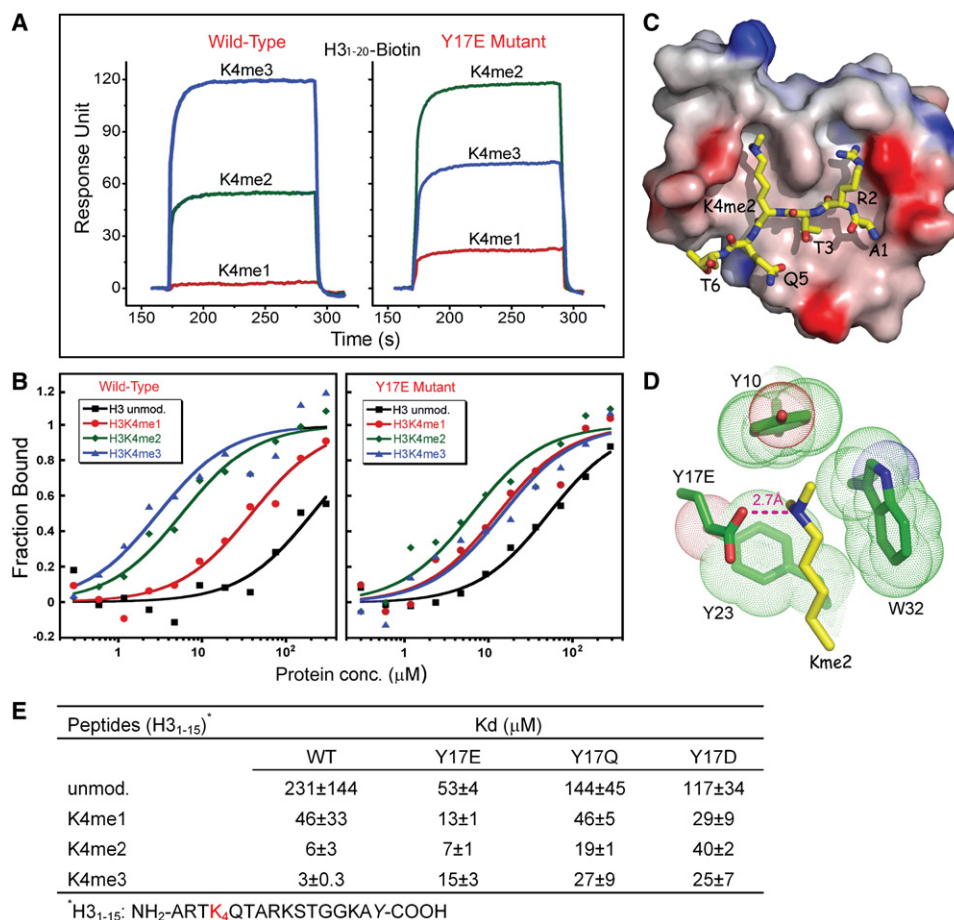 A
Wild-Type
H3₁₋₂₀-Biotin
Y17E Mutant
Response Unit
120
90
60
30
0
K4me3
K4me2
K4me1
K4me2
K4me3
K4me1
150 200 250 300
150 200 250 300
Time (s)
B
Wild-Type
H3 unmod.
H3K4me1
H3K4me2
H3K4me3
Y17E Mutant
H3 unmod.
H3K4me1
H3K4me2
H3K4me3
Fraction Bound
1.2
1
0.8
0.6
0.4
0.2
0
-0.2
1 10 10²
1 10 10²
Protein conc. (μM)
C
K4me2
R2
T3
A1
T6
Q5
D
Y10
Y17E
2.7Å
Y23
W32
Kme2
E
Peptides (H3₁₋₁₅)* Kd (μM)
WT Y17E Y17Q Y17D
unmod. 231±144 53±4 144±45 117±34
K4me1 46±33 13±1 46±5 29±9
K4me2 6±3 7±1 19±1 40±2
K4me3 3±0.3 15±3 27±9 25±7
*H3₁₋₁₅: NH₂-ARTK₄QTARKSTGGKAY-COOH